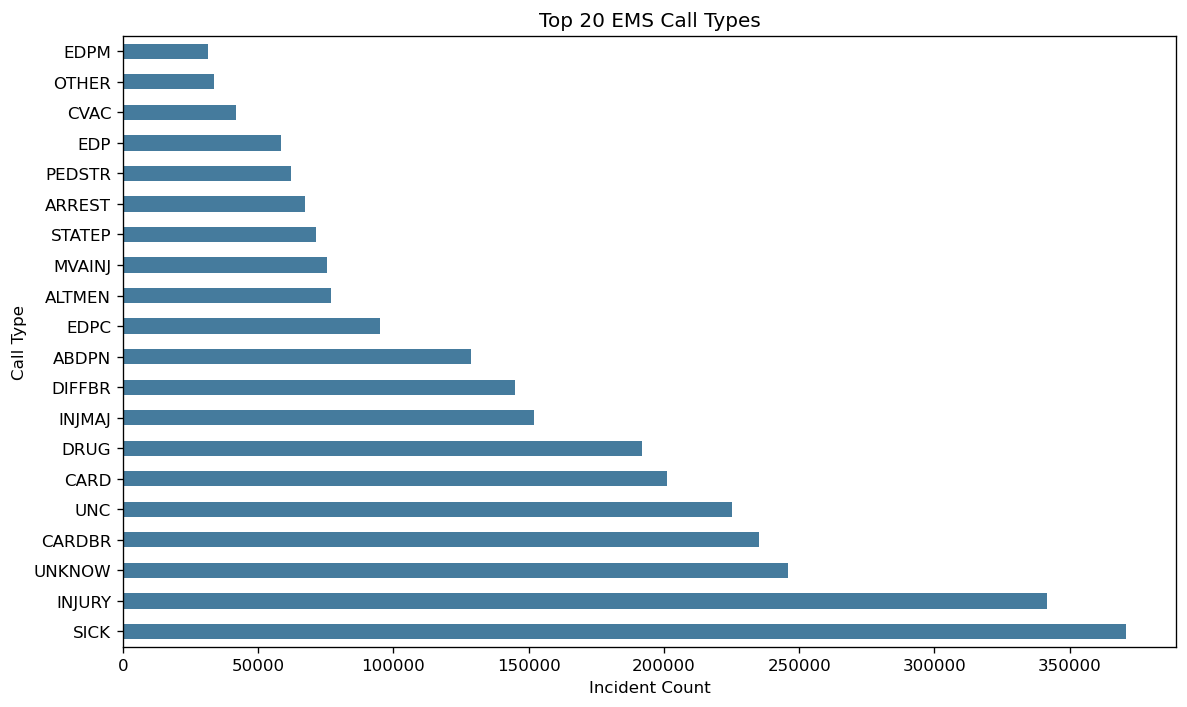 Top 20 EMS Call Types
Call Type
EDPM
OTHER
CVAC
EDP
PEDSTR
ARREST
STATEP
MVAINJ
ALTMEN
EDPC
ABDPN
DIFFBR
INJMAJ
DRUG
CARD
UNC
CARDBR
UNKNOW
INJURY
SICK
0 50000 100000 150000 200000 250000 300000 350000
Incident Count